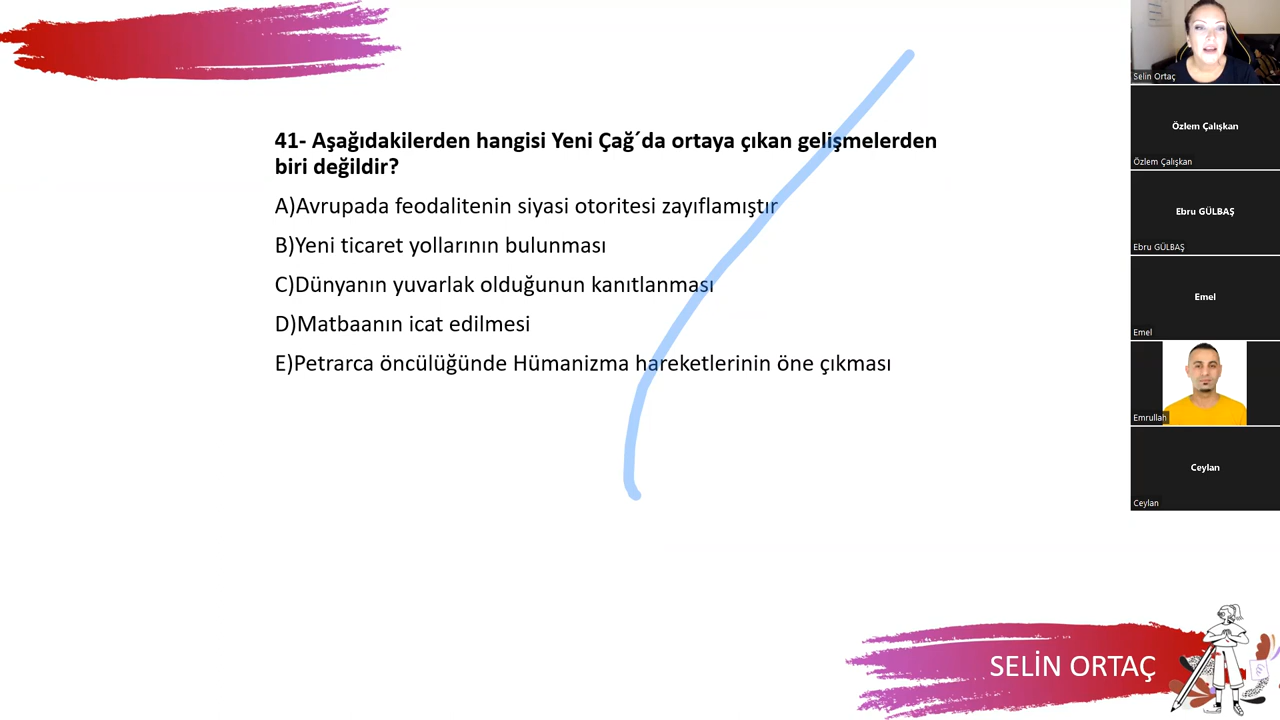 41- Aşağıdakilerden hangisi Yeni Çağ´da ortaya çıkan gelişmelerden
biri değildir?
A)Avrupada feodalitenin siyasi otoritesi zayıflamıştır
B)Yeni ticaret yollarının bulunması
C)Dünyanın yuvarlak olduğunun kanıtlanması
D)Matbaanın icat edilmesi
E)Petrarca öncülüğünde Hümanizma hareketlerinin öne çıkması
SELİN ORTAÇ
Selin Ortaç
Özlem Çalışkan
Özlem Çalışkan
Ebru GÜLBAŞ
Ebru GÜLBAŞ
Emel
Emel
Emrullah
Ceylan
Ceylan